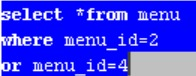 select *from menu
where menu_id=2
or menu_id=4